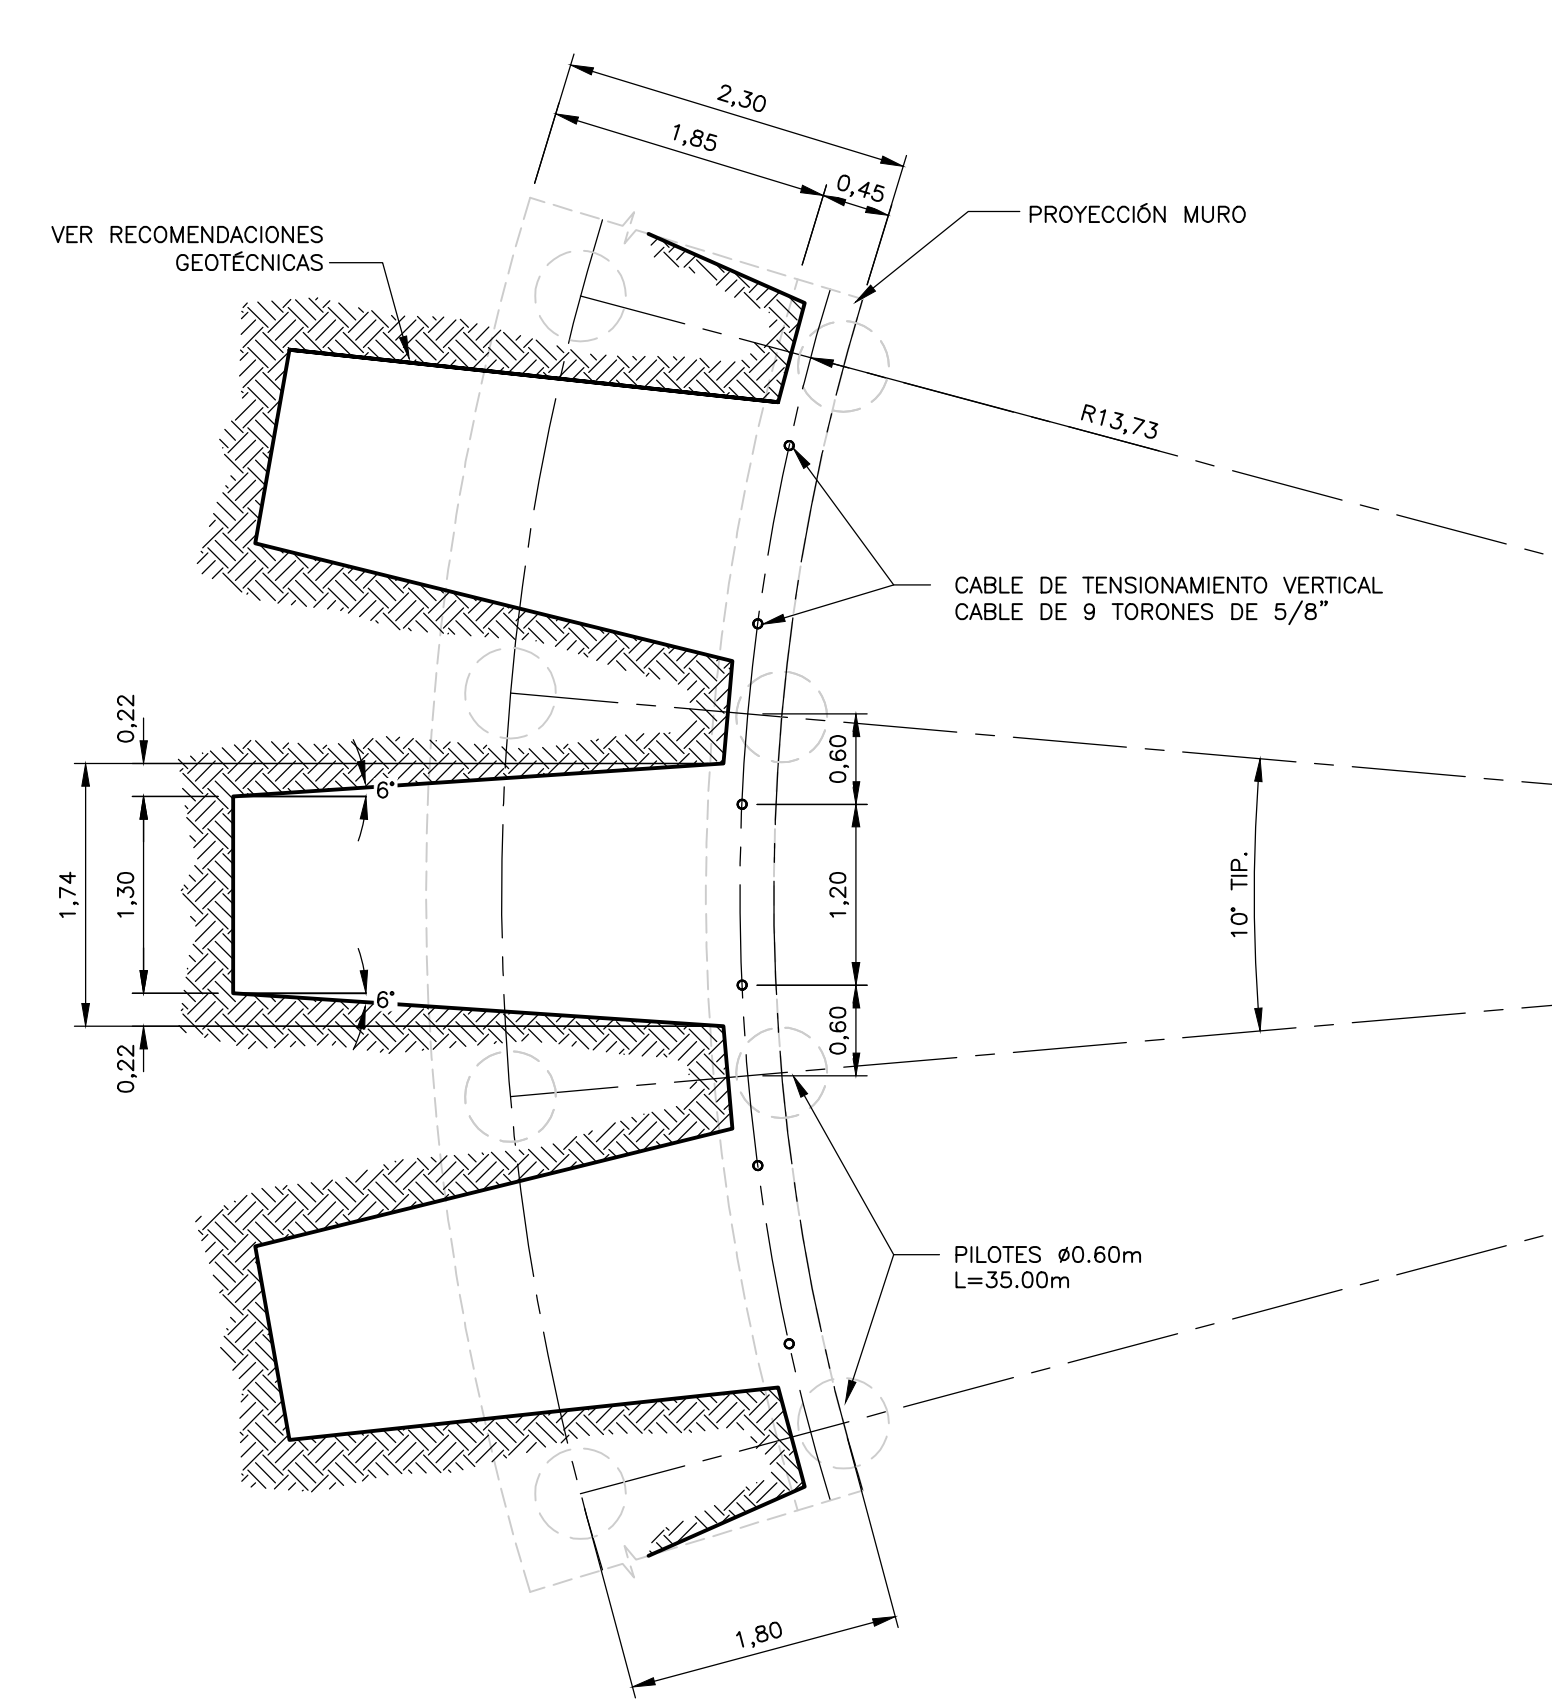 2,30
1,85
0,45
PROYECCIÓN MURO
VER RECOMENDACIONES
GEOTÉCNICAS
R13,73
CABLE DE TENSIONAMIENTO VERTICAL
CABLE DE 9 TORONES DE 5/8”
0,22
0,60
6°
1,74
1,30
1,20
10° TIP.
6°
0,60
0,22
PILOTES ø0.60m
L=35.00m
1,80